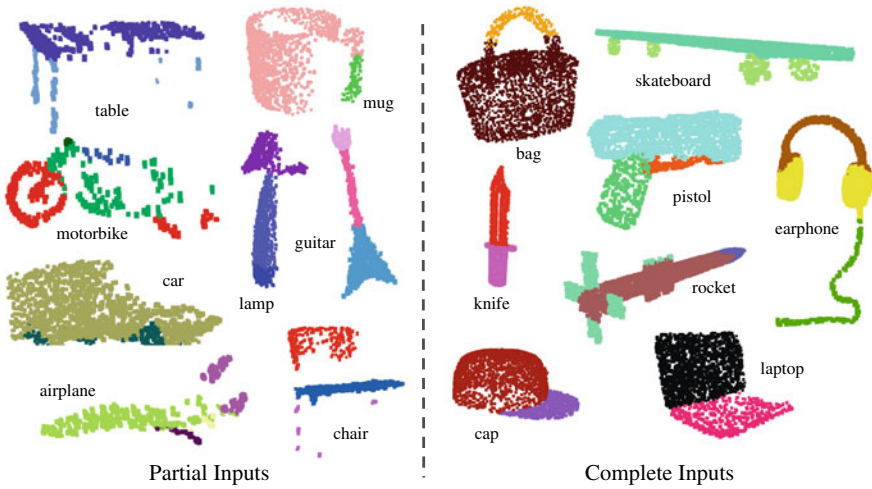 table
mug
motorbike
guitar
car
lamp
airplane
chair
Partial Inputs
skateboard
bag
pistol
earphone
knife
rocket
laptop
cap
Complete Inputs